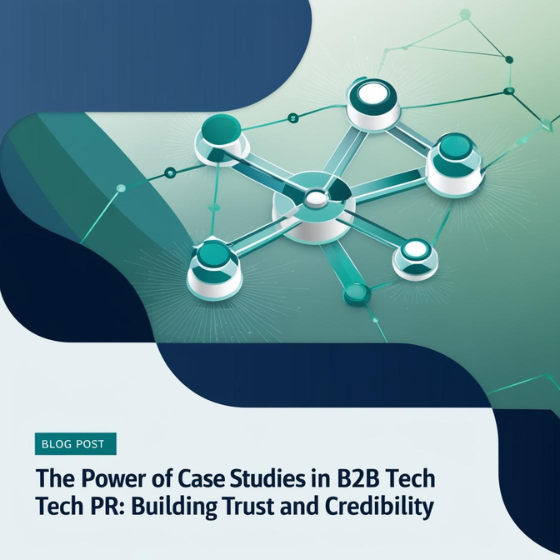 BLOG POST
The Power of Case Studies in B2B Tech
Tech PR: Building Trust and Credibility